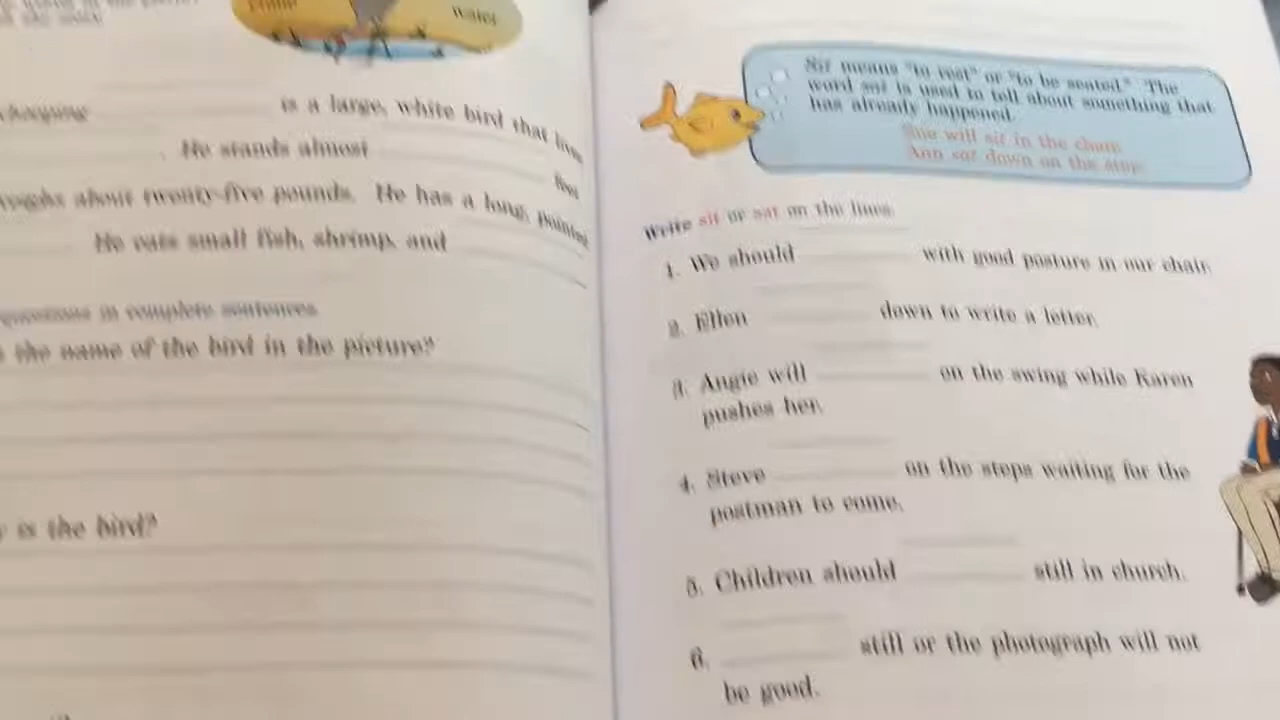 water
whooping
is a large, white bird that lives
He stands almost
feet
weighs about twenty-five pounds. He has a long, pointed
He eats small fish, shrimp, and
questions in complete sentences.
the name of the bird in the picture?
is the bird?
Sit means "to rest" or "to be seated." The
word sat is used to tell about something that
has already happened.
She will sit in the chair.
Ann sat down on the step.
Write sit or sat on the lines.
1. We should with good posture in our chair.
2. Ellen down to write a letter.
3. Angie will on the swing while Karen
pushes her.
4. Steve on the steps waiting for the
postman to come.
5. Children should still in church.
6. still or the photograph will not
be good.